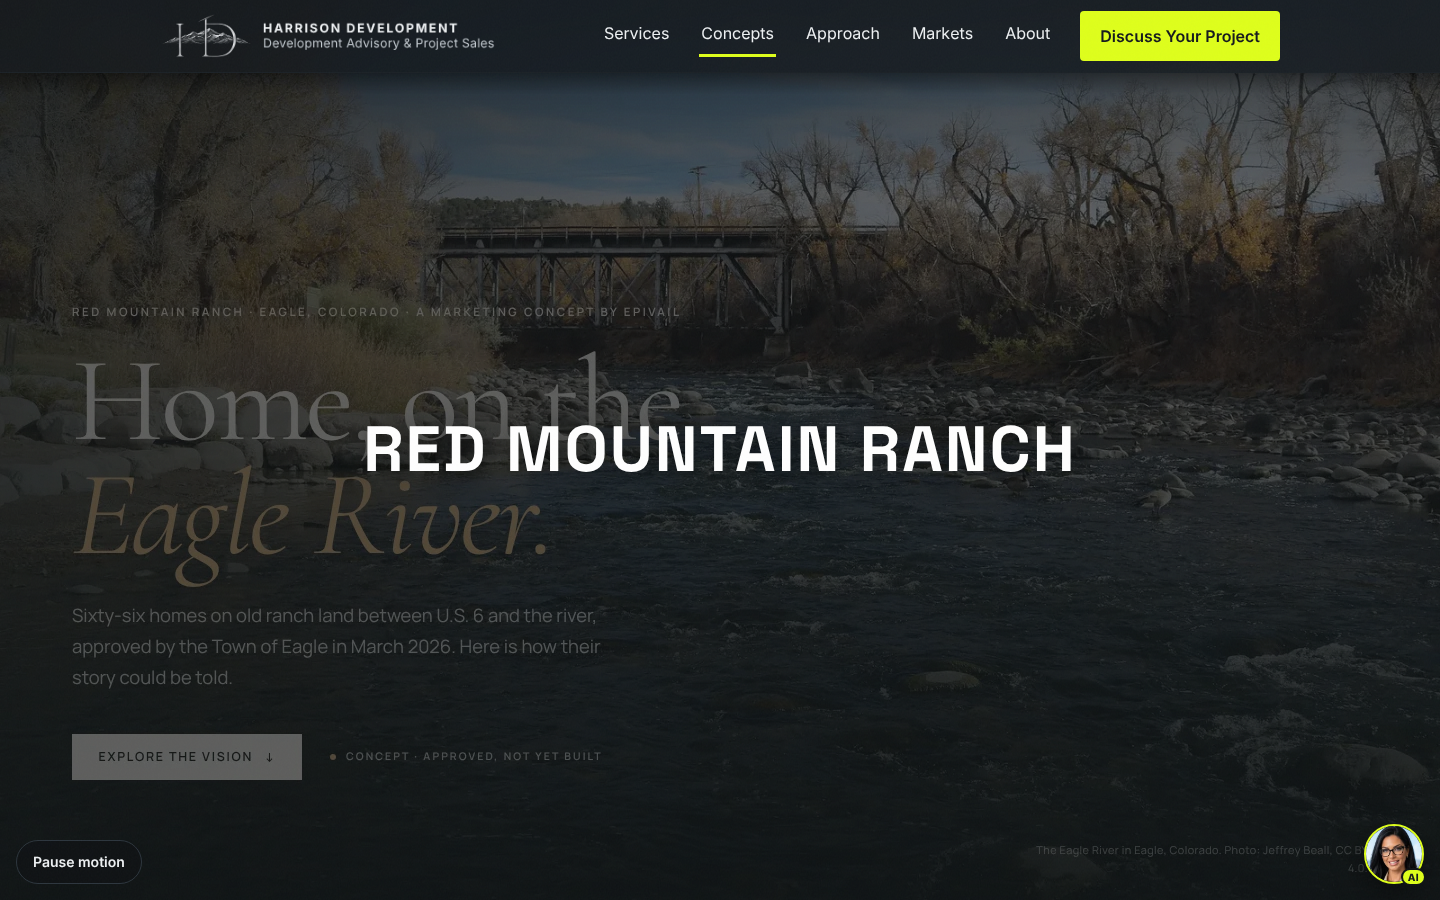 HARRISON DEVELOPMENT
Development Advisory & Project Sales
Services
Concepts
Approach
Markets
About
Discuss Your Project
RED MOUNTAIN RANCH · EAGLE, COLORADO · A MARKETING CONCEPT BY EPIVAIL
Home, on the
Eagle River.
RED MOUNTAIN RANCH
Sixty-six homes on old ranch land between U.S. 6 and the river,
approved by the Town of Eagle in March 2026. Here is how their
story could be told.
EXPLORE THE VISION ↓
CONCEPT · APPROVED, NOT YET BUILT
Pause motion
The Eagle River in Eagle, Colorado. Photo: Jeffrey Beall, CC
4.0
AI